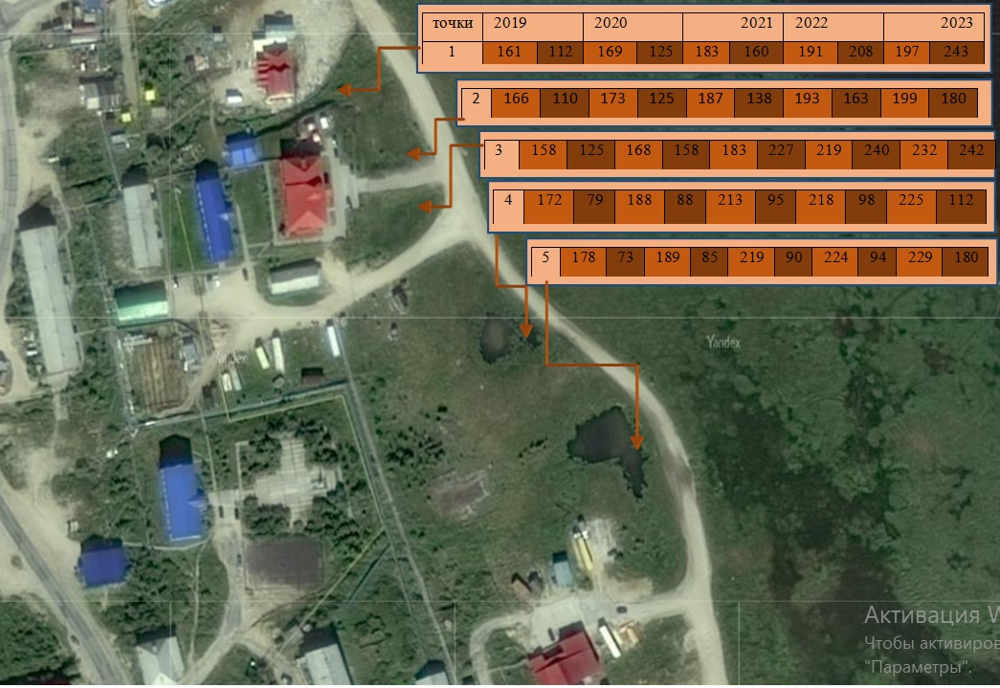 точки 2019 2020 2021 2022 2023
1 161 112 169 125 183 160 191 208 197 243
2 166 110 173 125 187 138 193 163 199 180
3 158 125 168 158 183 227 219 240 232 242
4 172 79 188 88 213 95 218 98 225 112
5 178 73 189 85 219 90 224 94 229 180
Yandex
Yandex
Активация W
Чтобы активиров
"Параметры".